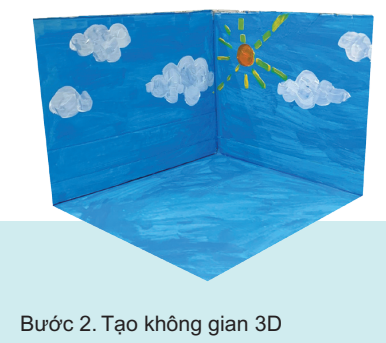 Bước 2. Tạo không gian 3D